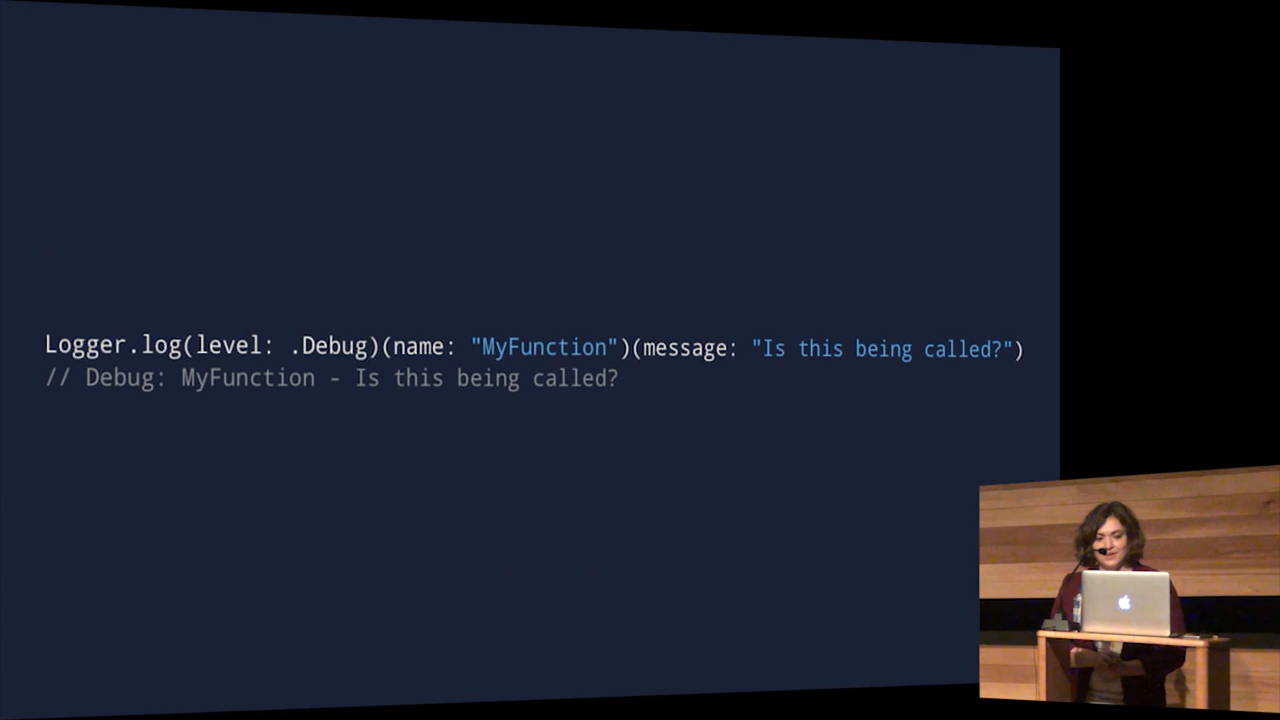 Logger.log(level: .Debug)(name: "MyFunction")(message: "Is this being called?")
// Debug: MyFunction - Is this being called?